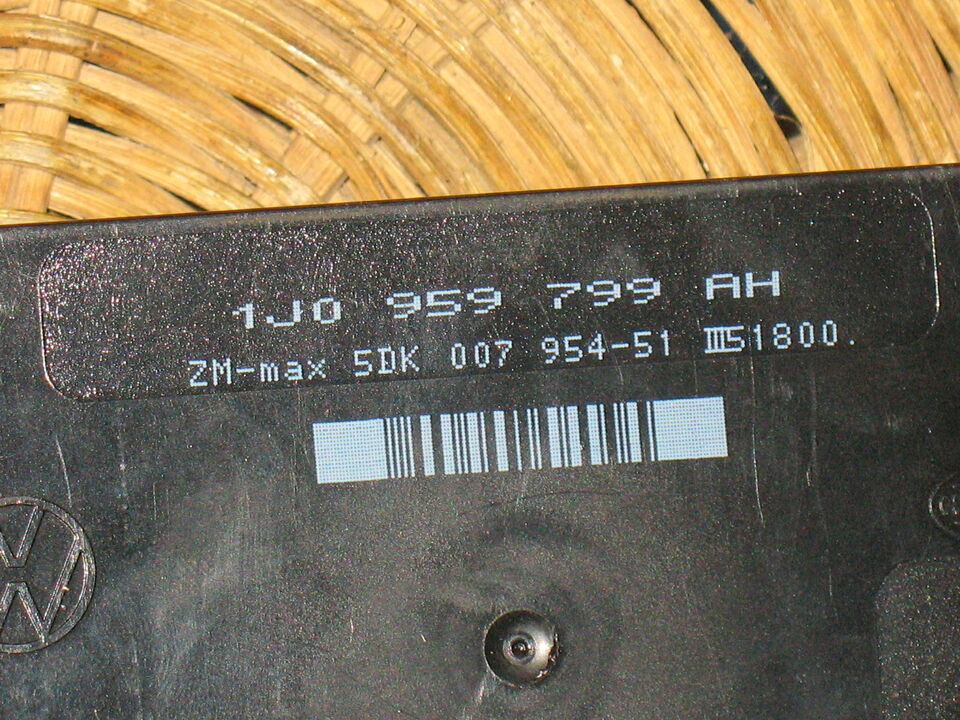 1J0 959 799 AH
ZM-max 5DK 007 954-51 III51800.